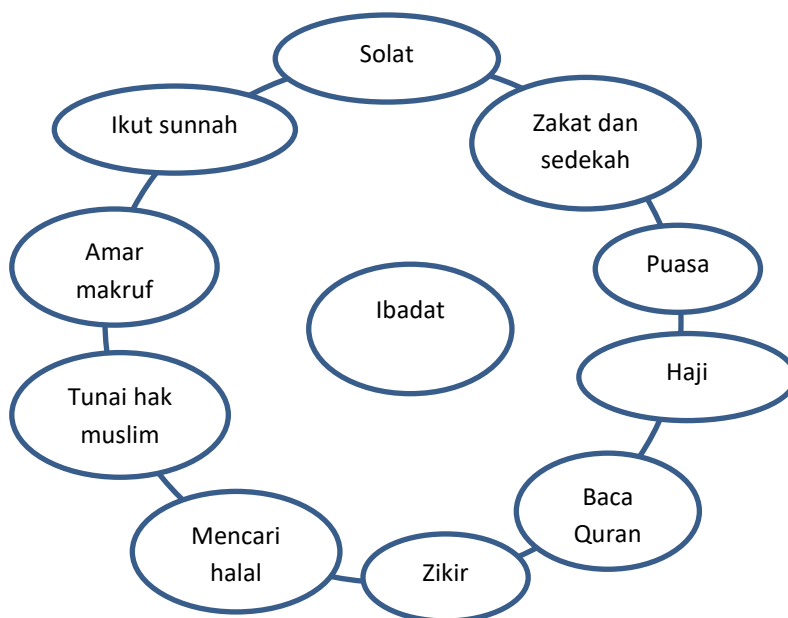 Solat
Zakat dan
sedekah
Puasa
Haji
Baca
Quran
Zikir
Mencari
halal
Tunai hak
muslim
Amar
makruf
Ikut sunnah
Ibadat